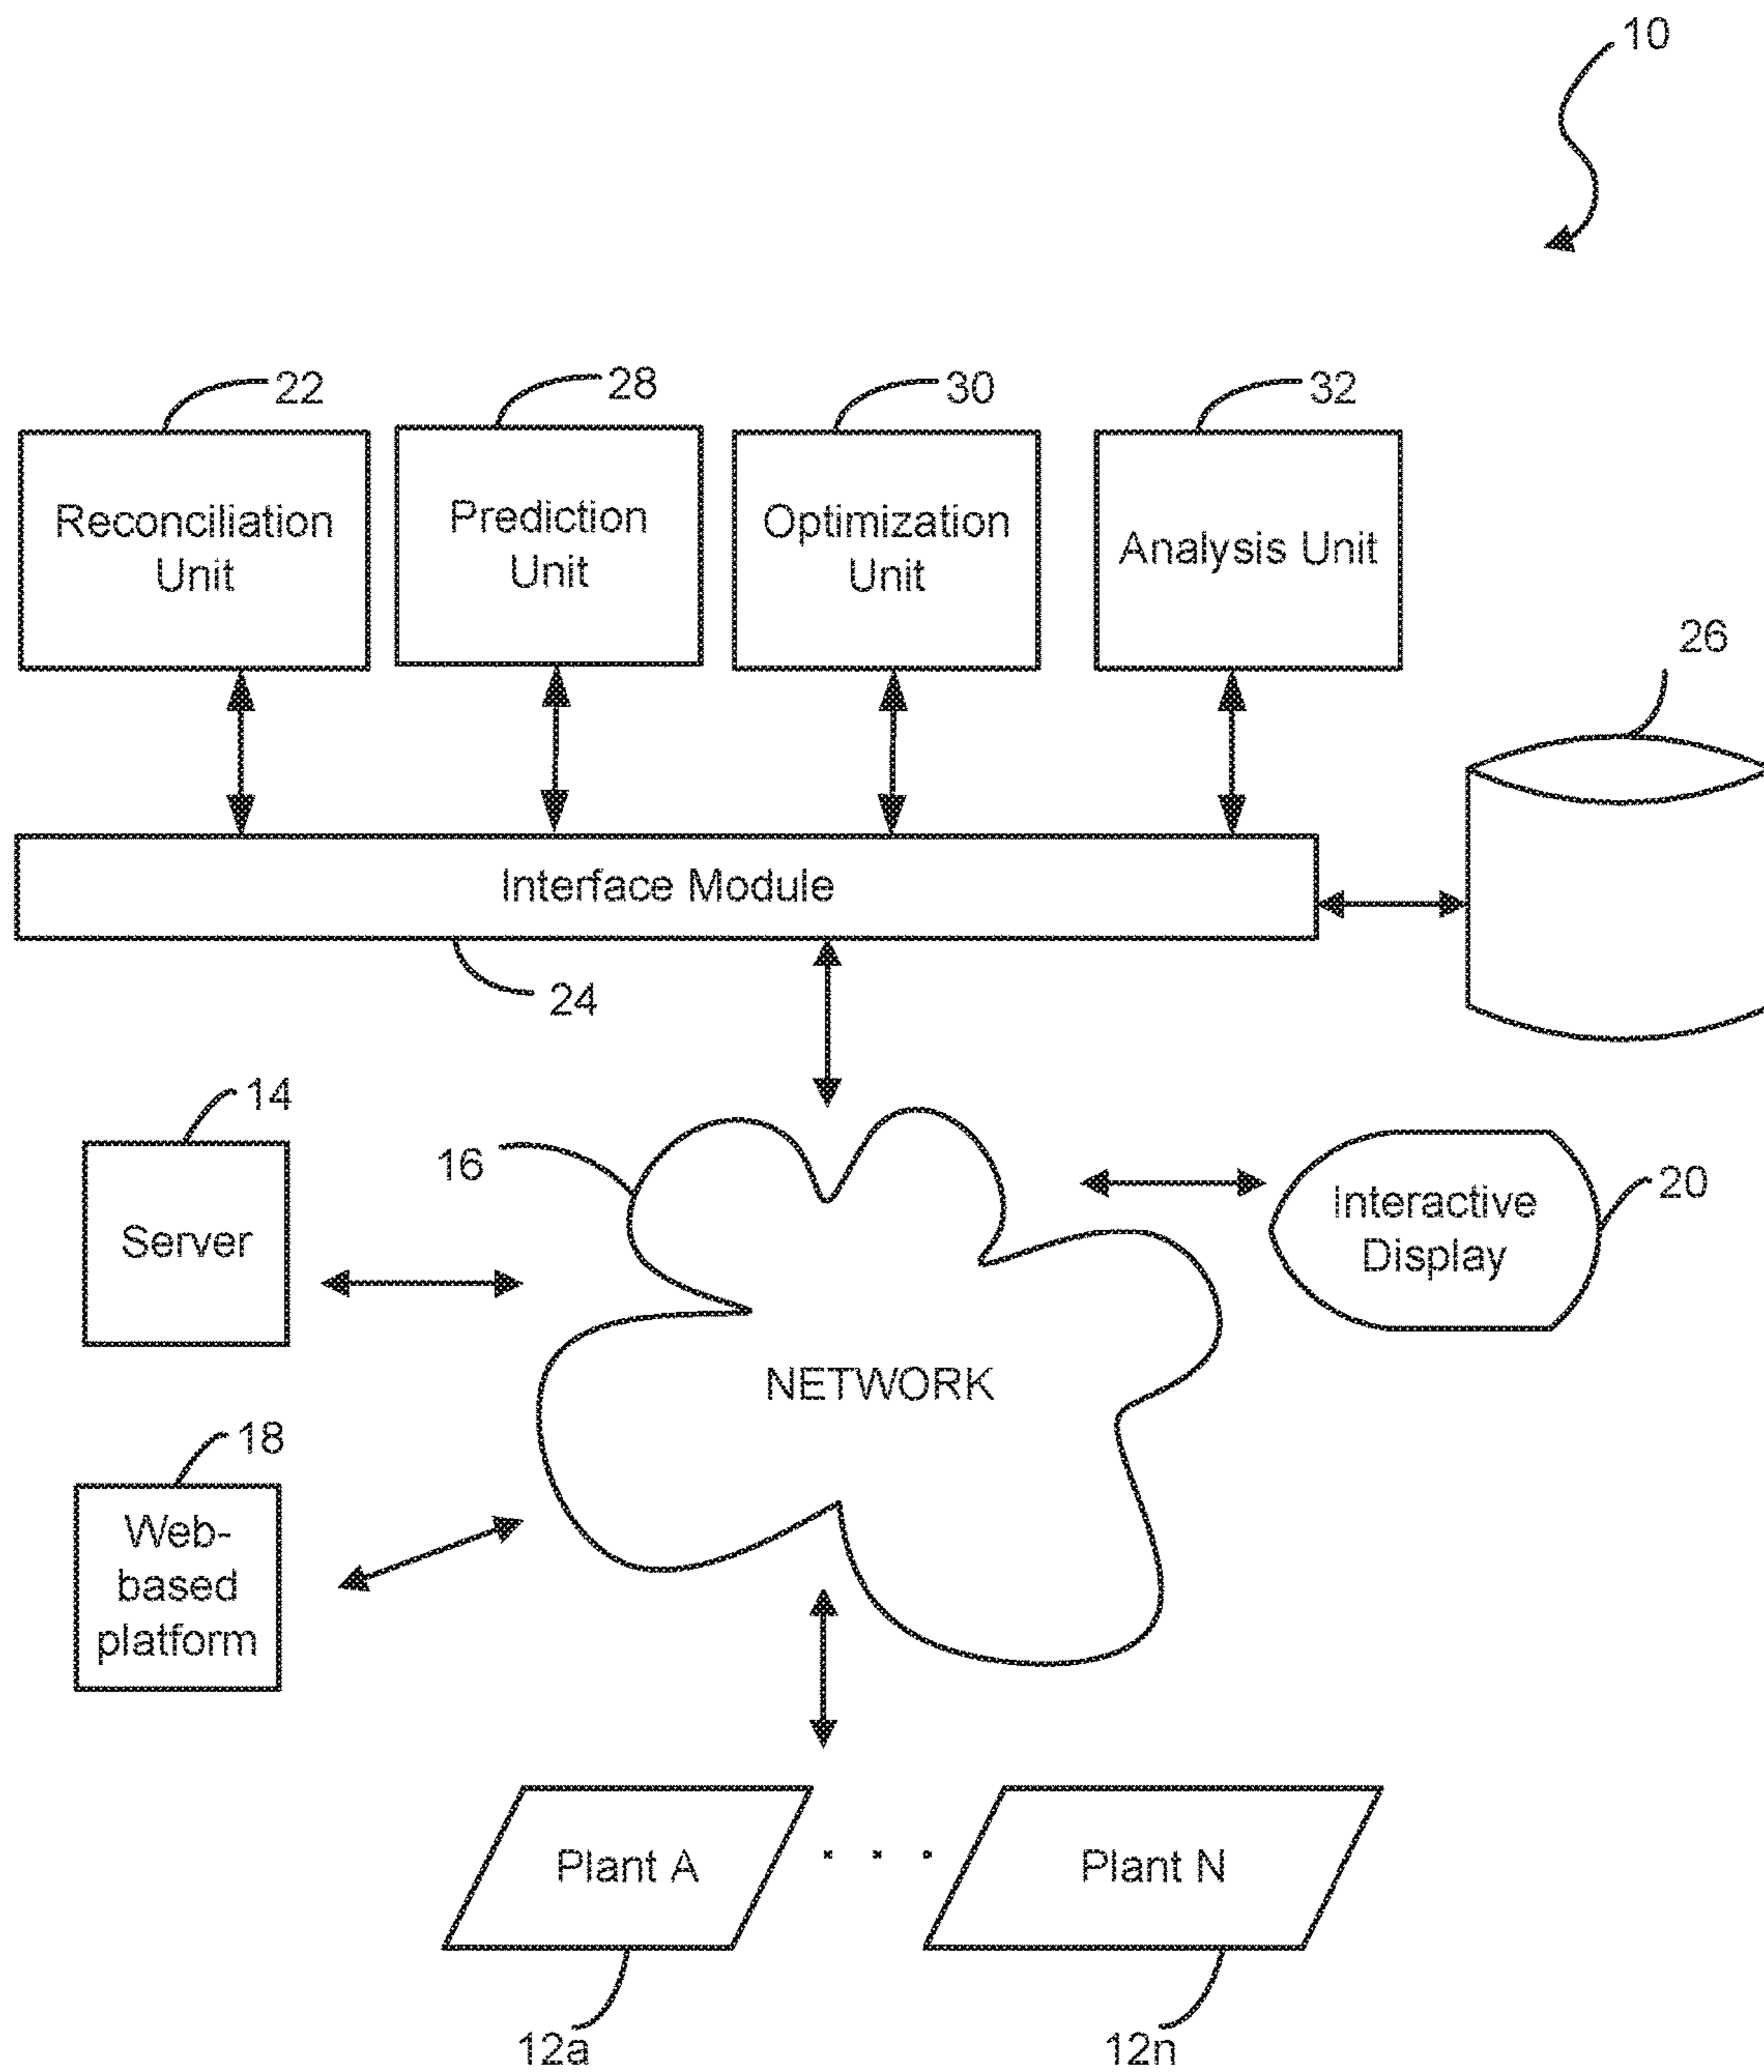 10
22
28
30
32
Reconciliation
Unit
Prediction
Unit
Optimization
Unit
Analysis Unit
26
Interface Module
24
14
Server
16
Interactive
Display
20
NETWORK
18
Web-
based
platform
Plant A
. . .
Plant N
12a
12n